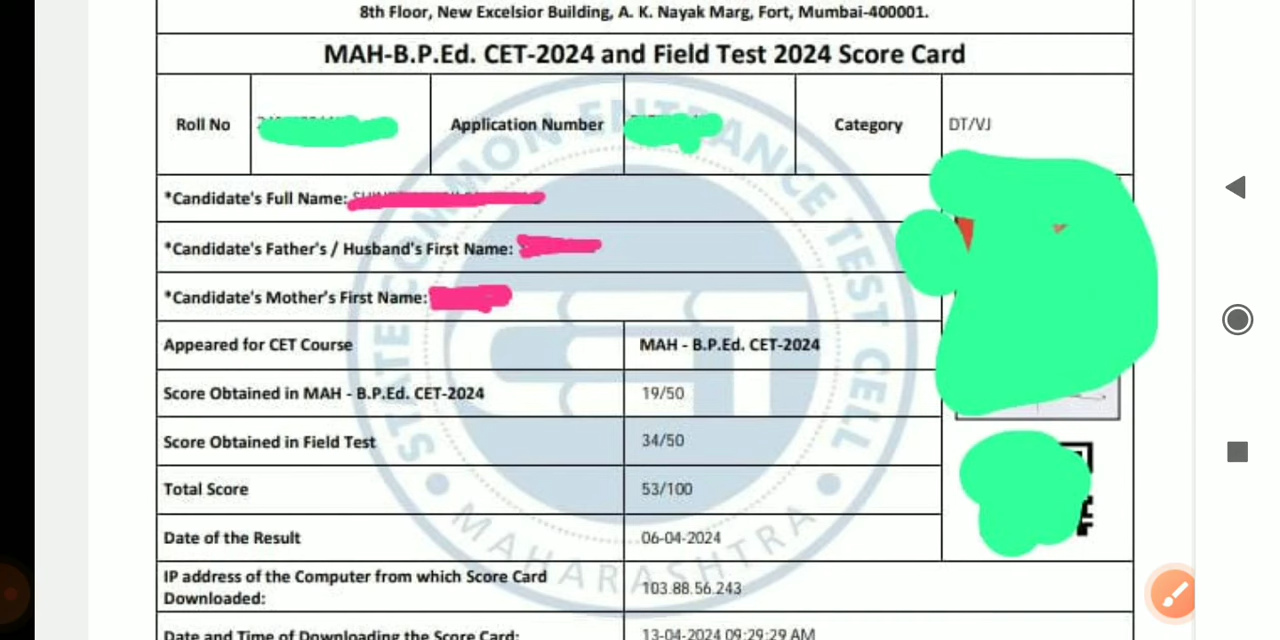 8th Floor, New Excelsior Building, A. K. Nayak Marg, Fort, Mumbai-400001.
MAH-B.P.Ed. CET-2024 and Field Test 2024 Score Card
Roll No Application Number Category DT/VJ
*Candidate's Full Name:
*Candidate's Father's / Husband's First Name:
*Candidate's Mother's First Name:
Appeared for CET Course MAH - B.P.Ed. CET-2024
Score Obtained in MAH - B.P.Ed. CET-2024 19/50
Score Obtained in Field Test 34/50
Total Score 53/100
Date of the Result 06-04-2024
IP address of the Computer from which Score Card
Downloaded: 103.88.56.243
Date and Time of Downloading the Score Card: 13-04-2024 09:29:29 AM
STATE COMMON ENTRANCE TEST CELL
MAHARASHTRA